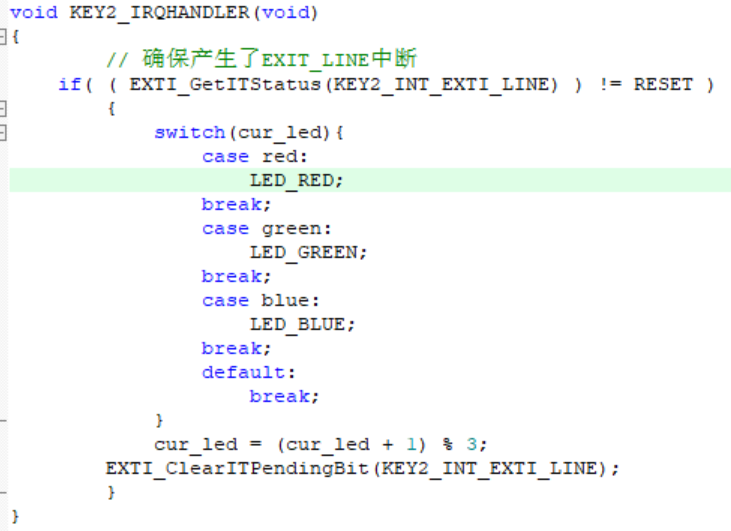 void KEY2_IRQHANDLER(void)
{
// 确保产生了EXIT_LINE中断
if( ( EXTI_GetITStatus(KEY2_INT_EXTI_LINE) ) != RESET )
{
switch(cur_led){
case red:
LED_RED;
break;
case green:
LED_GREEN;
break;
case blue:
LED_BLUE;
break;
default:
break;
}
cur_led = (cur_led + 1) % 3;
EXTI_ClearITPendingBit(KEY2_INT_EXTI_LINE);
}
}